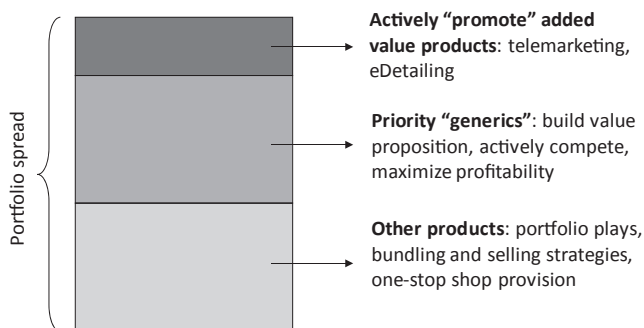 Actively “promote” added
value products: telemarketing,
eDetailing
Portfolio spread
Priority “generics”: build value
proposition, actively compete,
maximize profitability
Other products: portfolio plays,
bundling and selling strategies,
one-stop shop provision